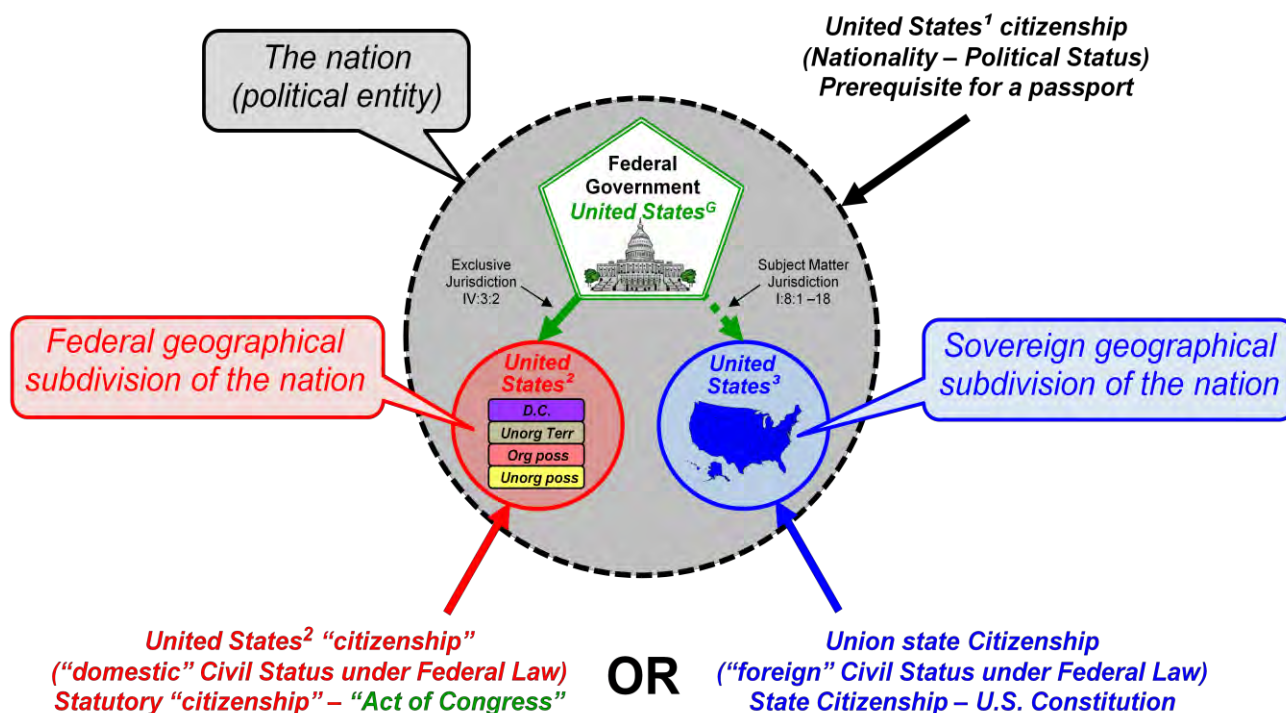 The nation
(political entity)
United States¹ citizenship
(Nationality – Political Status)
Prerequisite for a passport
Federal
Government
United Statesᴳ
Exclusive
Jurisdiction
IV:3:2
Subject Matter
Jurisdiction
I:8:1 –18
Federal geographical
subdivision of the nation
United
States²
D.C.
Unorg Terr
Org poss
Unorg poss
United
States³
Sovereign geographical
subdivision of the nation
United States² “citizenship”
(“domestic” Civil Status under Federal Law)
Statutory “citizenship” – “Act of Congress”
OR
Union state Citizenship
(“foreign” Civil Status under Federal Law)
State Citizenship – U.S. Constitution